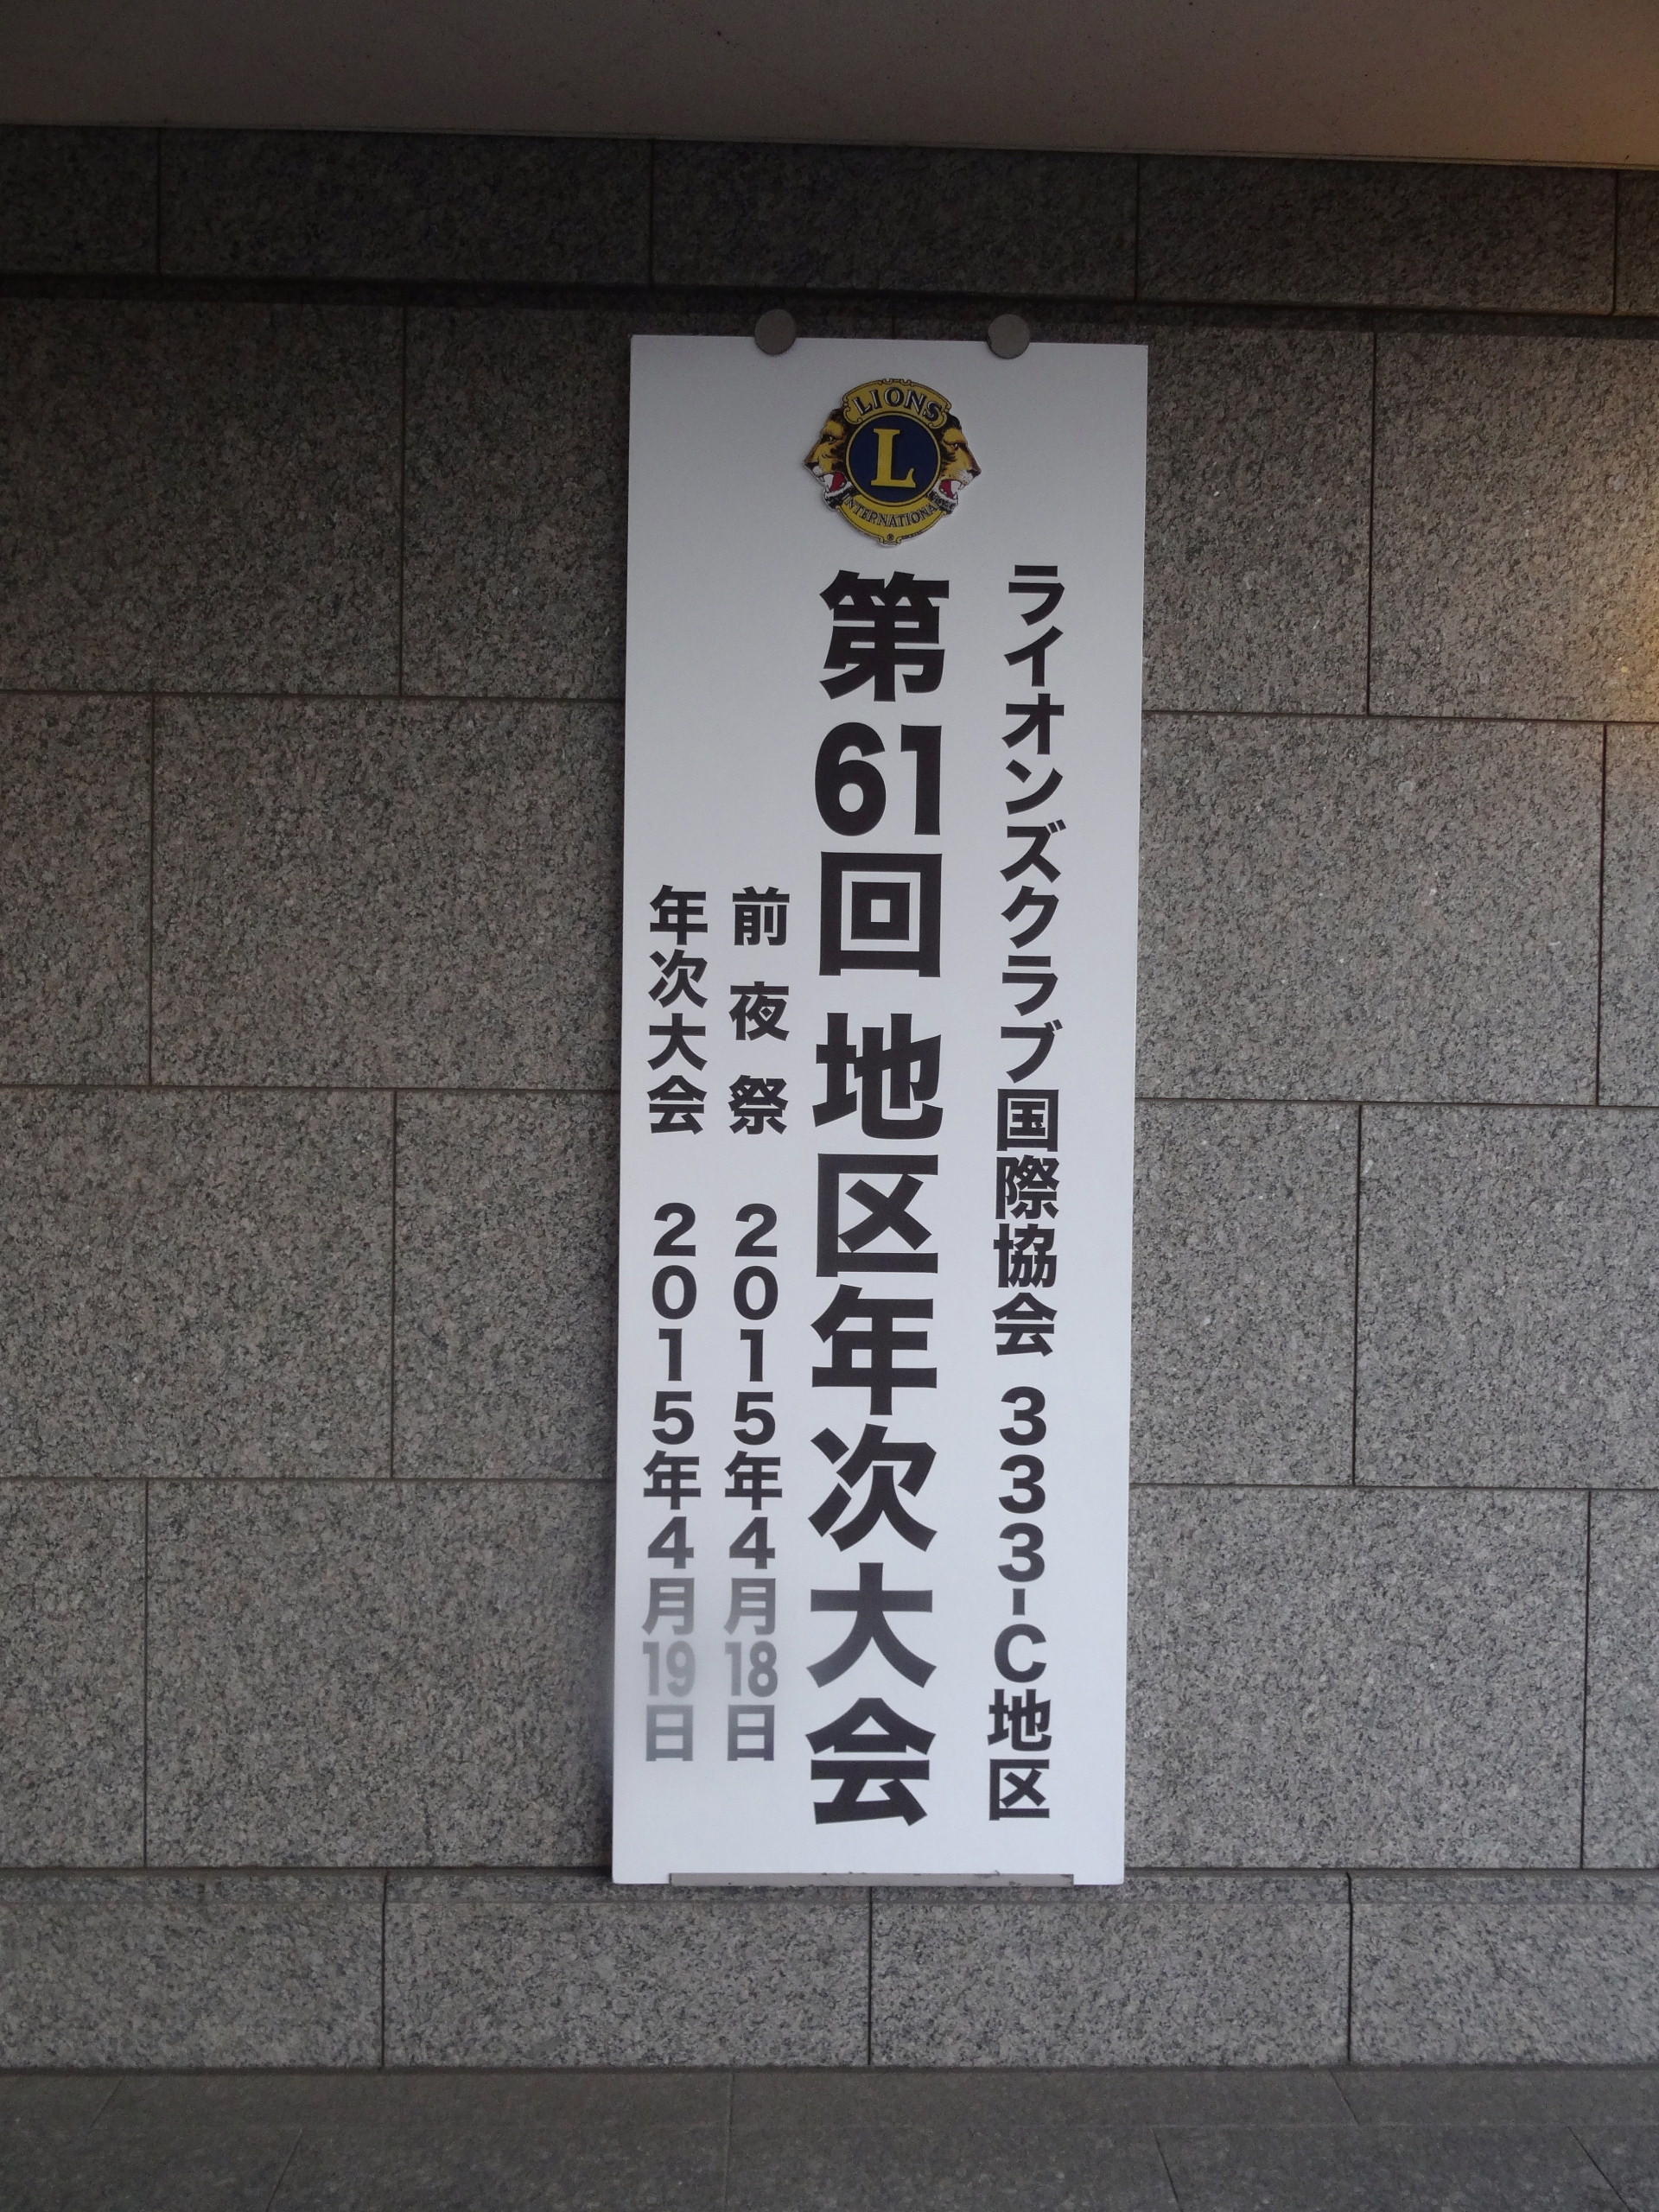 LIONS
L
INTERNATIONAL
ライオンズクラブ国際協会 333-C地区
第61回 地区年次大会
前夜祭 2015年4月18日
年次大会 2015年4月19日